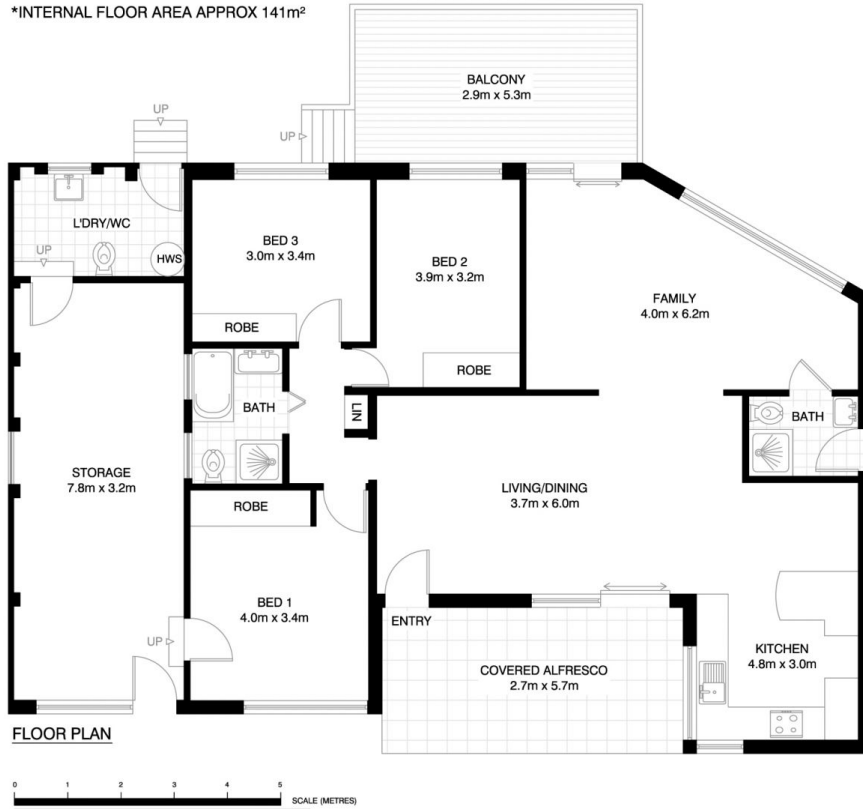 *INTERNAL FLOOR AREA APPROX 141m²
BALCONY
2.9m x 5.3m
UP
UP
L'DRY/WC
UP
HWS
BED 3
3.0m x 3.4m
ROBE
BED 2
3.9m x 3.2m
ROBE
FAMILY
4.0m x 6.2m
BATH
LIN
BATH
STORAGE
7.8m x 3.2m
LIVING/DINING
3.7m x 6.0m
ROBE
BED 1
4.0m x 3.4m
UP
ENTRY
COVERED ALFRESCO
2.7m x 5.7m
KITCHEN
4.8m x 3.0m
FLOOR PLAN
0 1 2 3 4 5
SCALE (METRES)